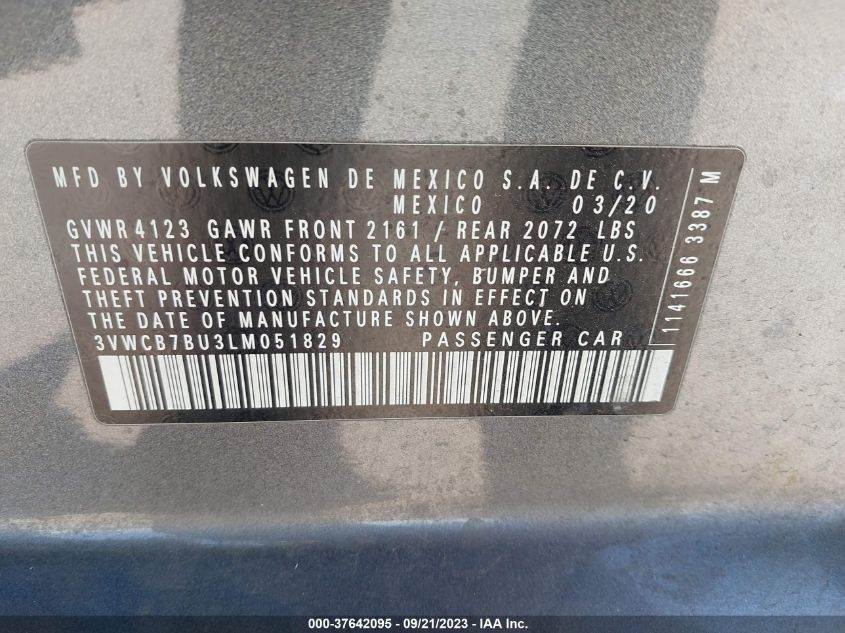 MFD BY VOLKSWAGEN DE MEXICO S.A. DE C.V.
MEXICO 03/20
GVWR 4123 GAWR FRONT 2161 / REAR 2072 LBS
THIS VEHICLE CONFORMS TO ALL APPLICABLE U.S.
FEDERAL MOTOR VEHICLE SAFETY, BUMPER AND
THEFT PREVENTION STANDARDS IN EFFECT ON
THE DATE OF MANUFACTURE SHOWN ABOVE.
3VWCB7BU3LM051829 PASSENGER CAR
1141666 3387 M
000-37642095 - 09/21/2023 - IAA Inc.